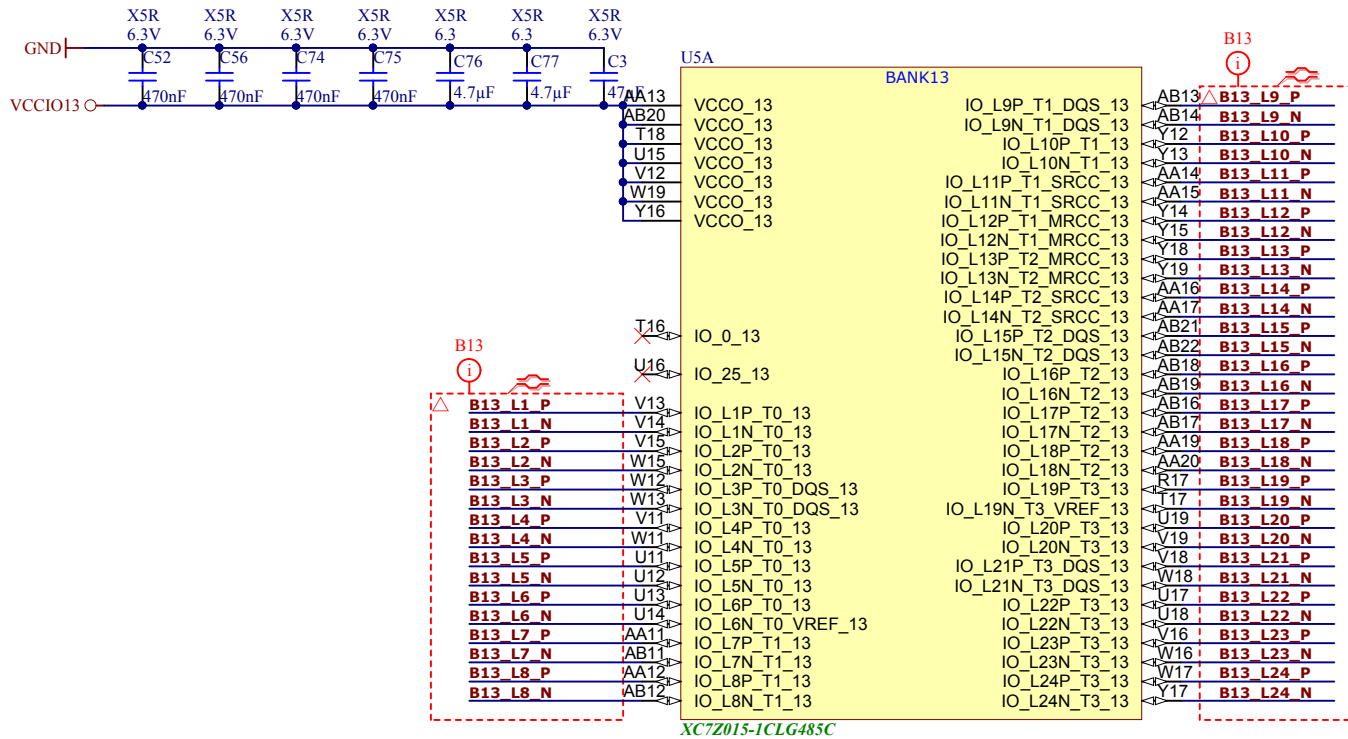 X5R X5R X5R X5R X5R X5R X5R
6.3V 6.3V 6.3V 6.3V 6.3 6.3 6.3V
GND
C52 C56 C74 C75 C76 C77 C3
VCCIO13
470nF 470nF 470nF 470nF 4.7µF 4.7µF
U5A
BANK13
B13
AA13 VCCO_13
AB20 VCCO_13
T18 VCCO_13
U15 VCCO_13
V12 VCCO_13
W19 VCCO_13
Y16 VCCO_13
T16 IO_0_13
U16 IO_25_13
B13
B13_L1_P V13 IO_L1P_T0_13
B13_L1_N V14 IO_L1N_T0_13
B13_L2_P V15 IO_L2P_T0_13
B13_L2_N W15 IO_L2N_T0_13
B13_L3_P W12 IO_L3P_T0_DQS_13
B13_L3_N W13 IO_L3N_T0_DQS_13
B13_L4_P V11 IO_L4P_T0_13
B13_L4_N W11 IO_L4N_T0_13
B13_L5_P U11 IO_L5P_T0_13
B13_L5_N U12 IO_L5N_T0_13
B13_L6_P U13 IO_L6P_T0_13
B13_L6_N U14 IO_L6N_T0_VREF_13
B13_L7_P AA11 IO_L7P_T1_13
B13_L7_N AB11 IO_L7N_T1_13
B13_L8_P AA12 IO_L8P_T1_13
B13_L8_N AB12 IO_L8N_T1_13
IO_L9P_T1_DQS_13 AB13 B13_L9_P
IO_L9N_T1_DQS_13 AB14 B13_L9_N
IO_L10P_T1_13 Y12 B13_L10_P
IO_L10N_T1_13 Y13 B13_L10_N
IO_L11P_T1_SRCC_13 AA14 B13_L11_P
IO_L11N_T1_SRCC_13 AA15 B13_L11_N
IO_L12P_T1_MRCC_13 Y14 B13_L12_P
IO_L12N_T1_MRCC_13 Y15 B13_L12_N
IO_L13P_T2_MRCC_13 Y18 B13_L13_P
IO_L13N_T2_MRCC_13 Y19 B13_L13_N
IO_L14P_T2_SRCC_13 AA16 B13_L14_P
IO_L14N_T2_SRCC_13 AA17 B13_L14_N
IO_L15P_T2_DQS_13 AB21 B13_L15_P
IO_L15N_T2_DQS_13 AB22 B13_L15_N
IO_L16P_T2_13 AB18 B13_L16_P
IO_L16N_T2_13 AB19 B13_L16_N
IO_L17P_T2_13 AB16 B13_L17_P
IO_L17N_T2_13 AB17 B13_L17_N
IO_L18P_T2_13 AA19 B13_L18_P
IO_L18N_T2_13 AA20 B13_L18_N
IO_L19P_T3_13 R17 B13_L19_P
IO_L19N_T3_VREF_13 T17 B13_L19_N
IO_L20P_T3_13 U19 B13_L20_P
IO_L20N_T3_13 V19 B13_L20_N
IO_L21P_T3_DQS_13 V18 B13_L21_P
IO_L21N_T3_DQS_13 W18 B13_L21_N
IO_L22P_T3_13 U17 B13_L22_P
IO_L22N_T3_13 U18 B13_L22_N
IO_L23P_T3_13 V16 B13_L23_P
IO_L23N_T3_13 W16 B13_L23_N
IO_L24P_T3_13 W17 B13_L24_P
IO_L24N_T3_13 Y17 B13_L24_N
XC7Z015-1CLG485C